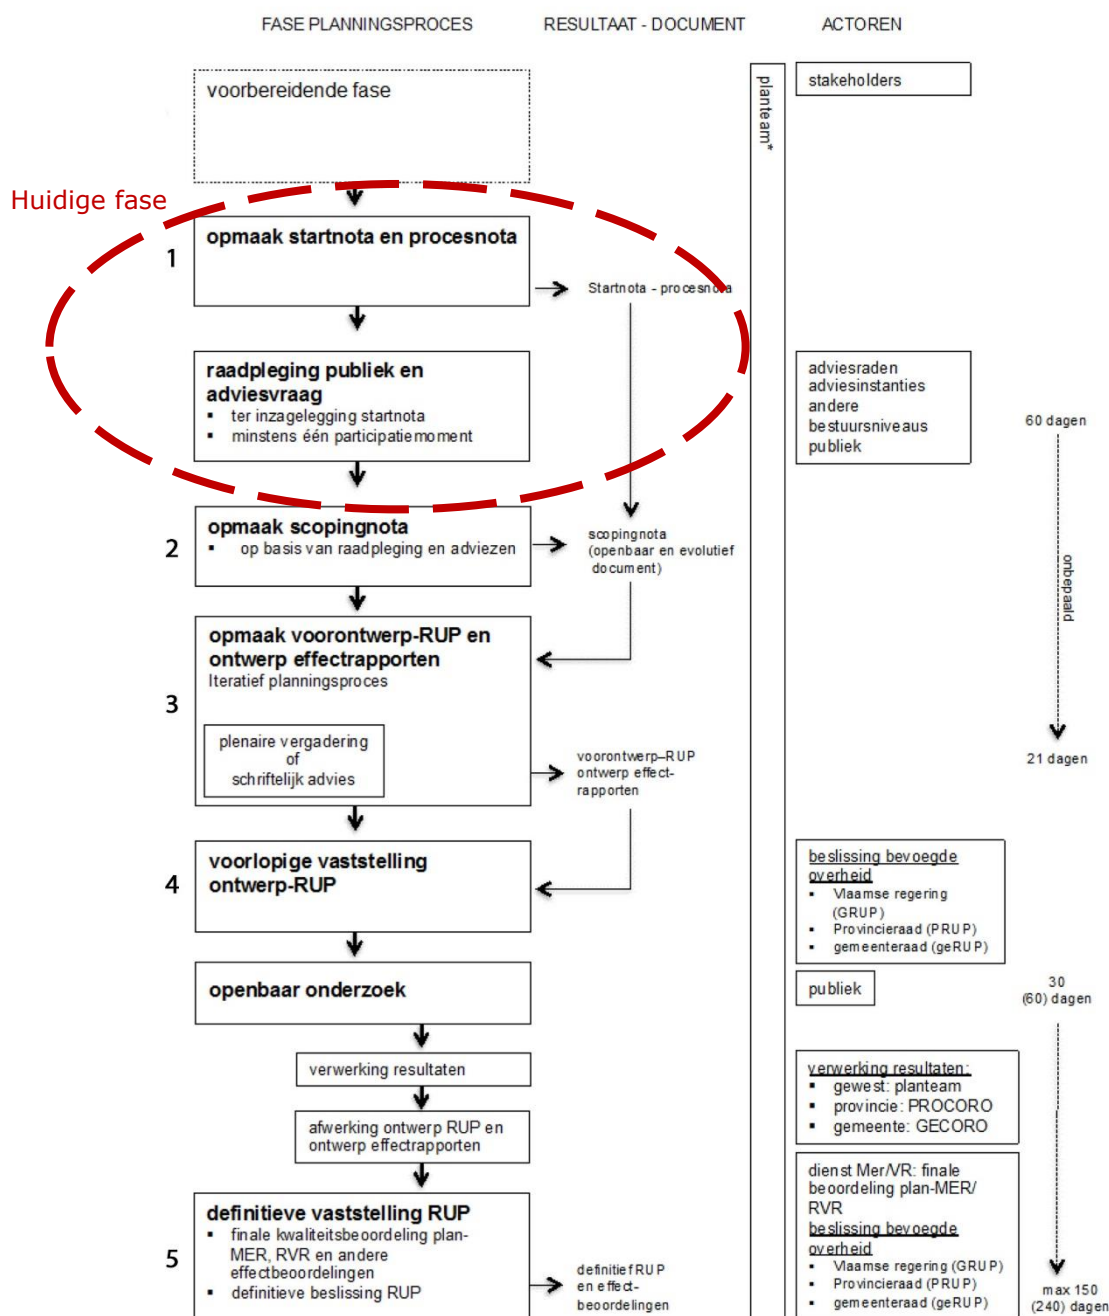 FASE PLANNINGSPROCES
RESULTAAT - DOCUMENT
ACTOREN
voorbereidende fase
planteam*
stakeholders
Huidige fase
1
opmaak startnota en procesnota
Startnota - procesnota
raadpleging publiek en
adviesvraag
▪ ter inzagelegging startnota
▪ minstens één participatiemoment
adviesraden
adviesinstanties
andere
bestuursniveaus
publiek
60 dagen
2
opmaak scopingnota
▪ op basis van raadpleging en adviezen
scopingnota
(openbaar en evolutief
document)
onbepaald
3
opmaak voorontwerp-RUP en
ontwerp effectrapporten
Iteratief planningsproces
plenaire vergadering
of
schriftelijk advies
voorontwerp–RUP
ontwerp effect-
rapporten
21 dagen
4
voorlopige vaststelling
ontwerp-RUP
beslissing bevoegde
overheid
▪ Vlaamse regering
(GRUP)
▪ Provincieraad (PRUP)
▪ gemeenteraad (geRUP)
openbaar onderzoek
publiek
30
(60) dagen
verwerking resultaten
verwerking resultaten:
▪ gewest: planteam
▪ provincie: PROCORO
▪ gemeente: GECORO
afwerking ontwerp RUP en
ontwerp effectrapporten
5
definitieve vaststelling RUP
▪ finale kwaliteitsbeoordeling plan-
MER, RVR en andere
effectbeoordelingen
▪ definitieve beslissing RUP
definitief RUP
en effect-
beoordelingen
dienst Mer/VR: finale
beoordeling plan-MER/
RVR
beslissing bevoegde
overheid
▪ Vlaamse regering (GRUP)
▪ Provincieraad (PRUP)
▪ gemeenteraad (geRUP)
max 150
(240) dagen